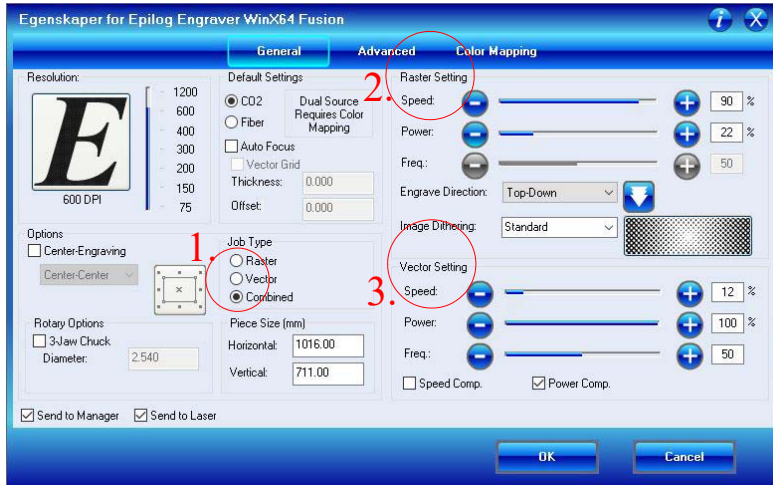 Egenskaper for Epilog Engraver WinX64 Fusion
General Advanced Color Mapping
Resolution:
E
1200
600
400
300
200
150
75
600 DPI
Default Settings
CO2
Fiber
Dual Source
Requires Color
Mapping
Auto Focus
Vector Grid
Thickness: 0.000
Offset: 0.000
Options
Center-Engraving
Center-Center
1.
Job Type
Raster
Vector
Combined
Rotary Options
3-Jaw Chuck
Diameter: 2.540
Piece Size (mm)
Horizontal: 1016.00
Vertical: 711.00
2.
Raster Setting
Speed: 90 %
Power: 22 %
Freq.: 50
Engrave Direction: Top-Down
Image Dithering: Standard
3.
Vector Setting
Speed: 12 %
Power: 100 %
Freq.: 50
Speed Comp. Power Comp.
Send to Manager Send to Laser
OK Cancel